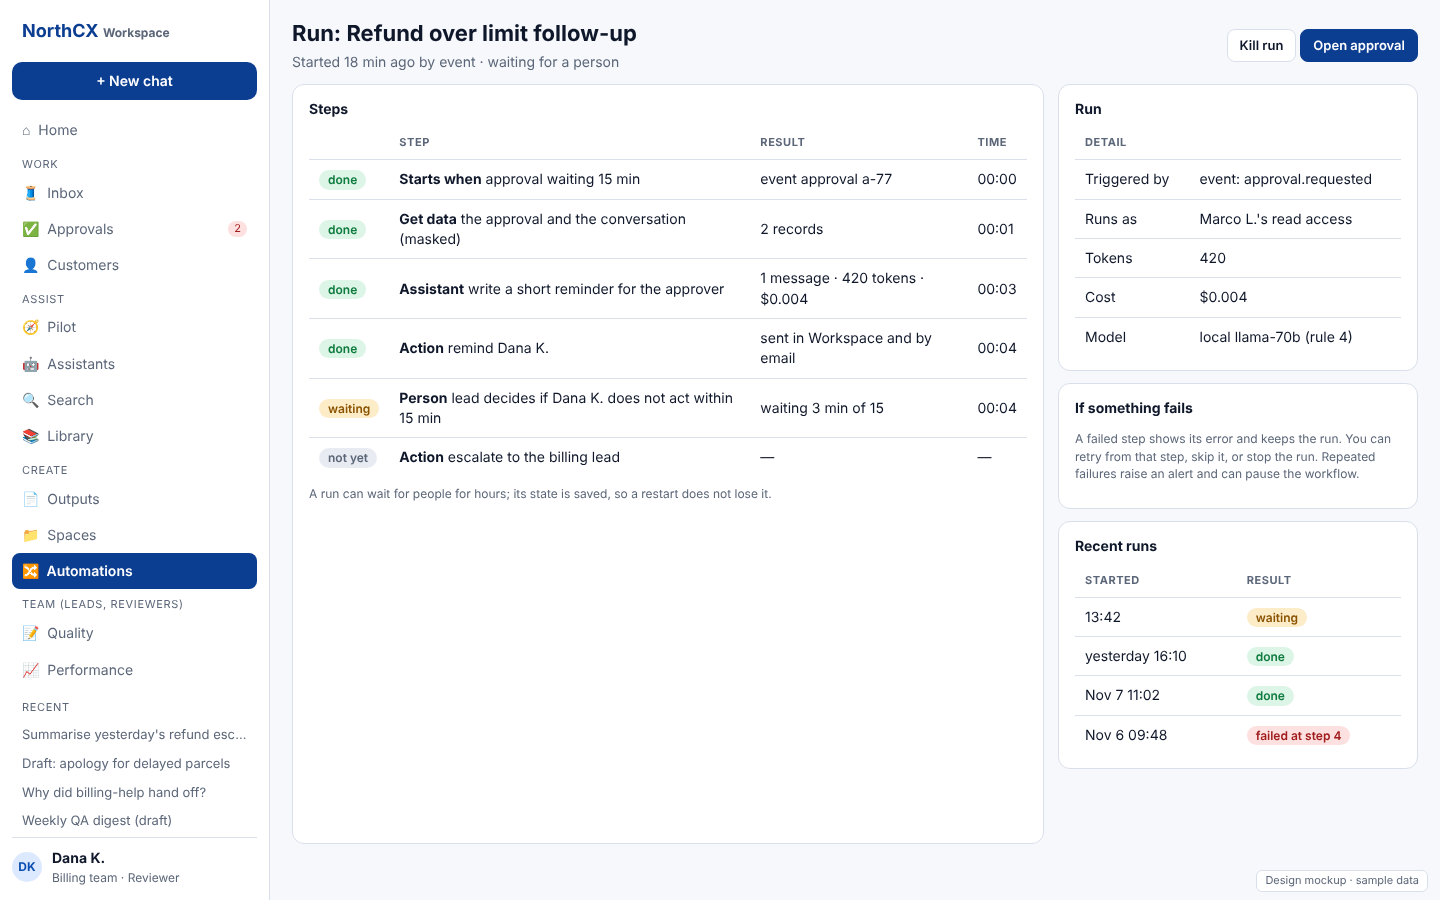 NorthCX Workspace
+ New chat
Home
WORK
Inbox
Approvals 2
Customers
ASSIST
Pilot
Assistants
Search
Library
CREATE
Outputs
Spaces
Automations
TEAM (LEADS, REVIEWERS)
Quality
Performance
RECENT
Summarise yesterday's refund esc...
Draft: apology for delayed parcels
Why did billing-help hand off?
Weekly QA digest (draft)
DK
Dana K.
Billing team · Reviewer
Run: Refund over limit follow-up
Started 18 min ago by event · waiting for a person
Kill run
Open approval
Steps
STEP RESULT TIME
done Starts when approval waiting 15 min event approval a-77 00:00
done Get data the approval and the conversation
(masked) 2 records 00:01
done Assistant write a short reminder for the approver 1 message · 420 tokens ·
$0.004 00:03
done Action remind Dana K. sent in Workspace and by
email 00:04
waiting Person lead decides if Dana K. does not act within
15 min waiting 3 min of 15 00:04
not yet Action escalate to the billing lead — —
A run can wait for people for hours; its state is saved, so a restart does not lose it.
Run
DETAIL
Triggered by event: approval.requested
Runs as Marco L.'s read access
Tokens 420
Cost $0.004
Model local llama-70b (rule 4)
If something fails
A failed step shows its error and keeps the run. You can
retry from that step, skip it, or stop the run. Repeated
failures raise an alert and can pause the workflow.
Recent runs
STARTED RESULT
13:42 waiting
yesterday 16:10 done
Nov 7 11:02 done
Nov 6 09:48 failed at step 4
Design mockup · sample data